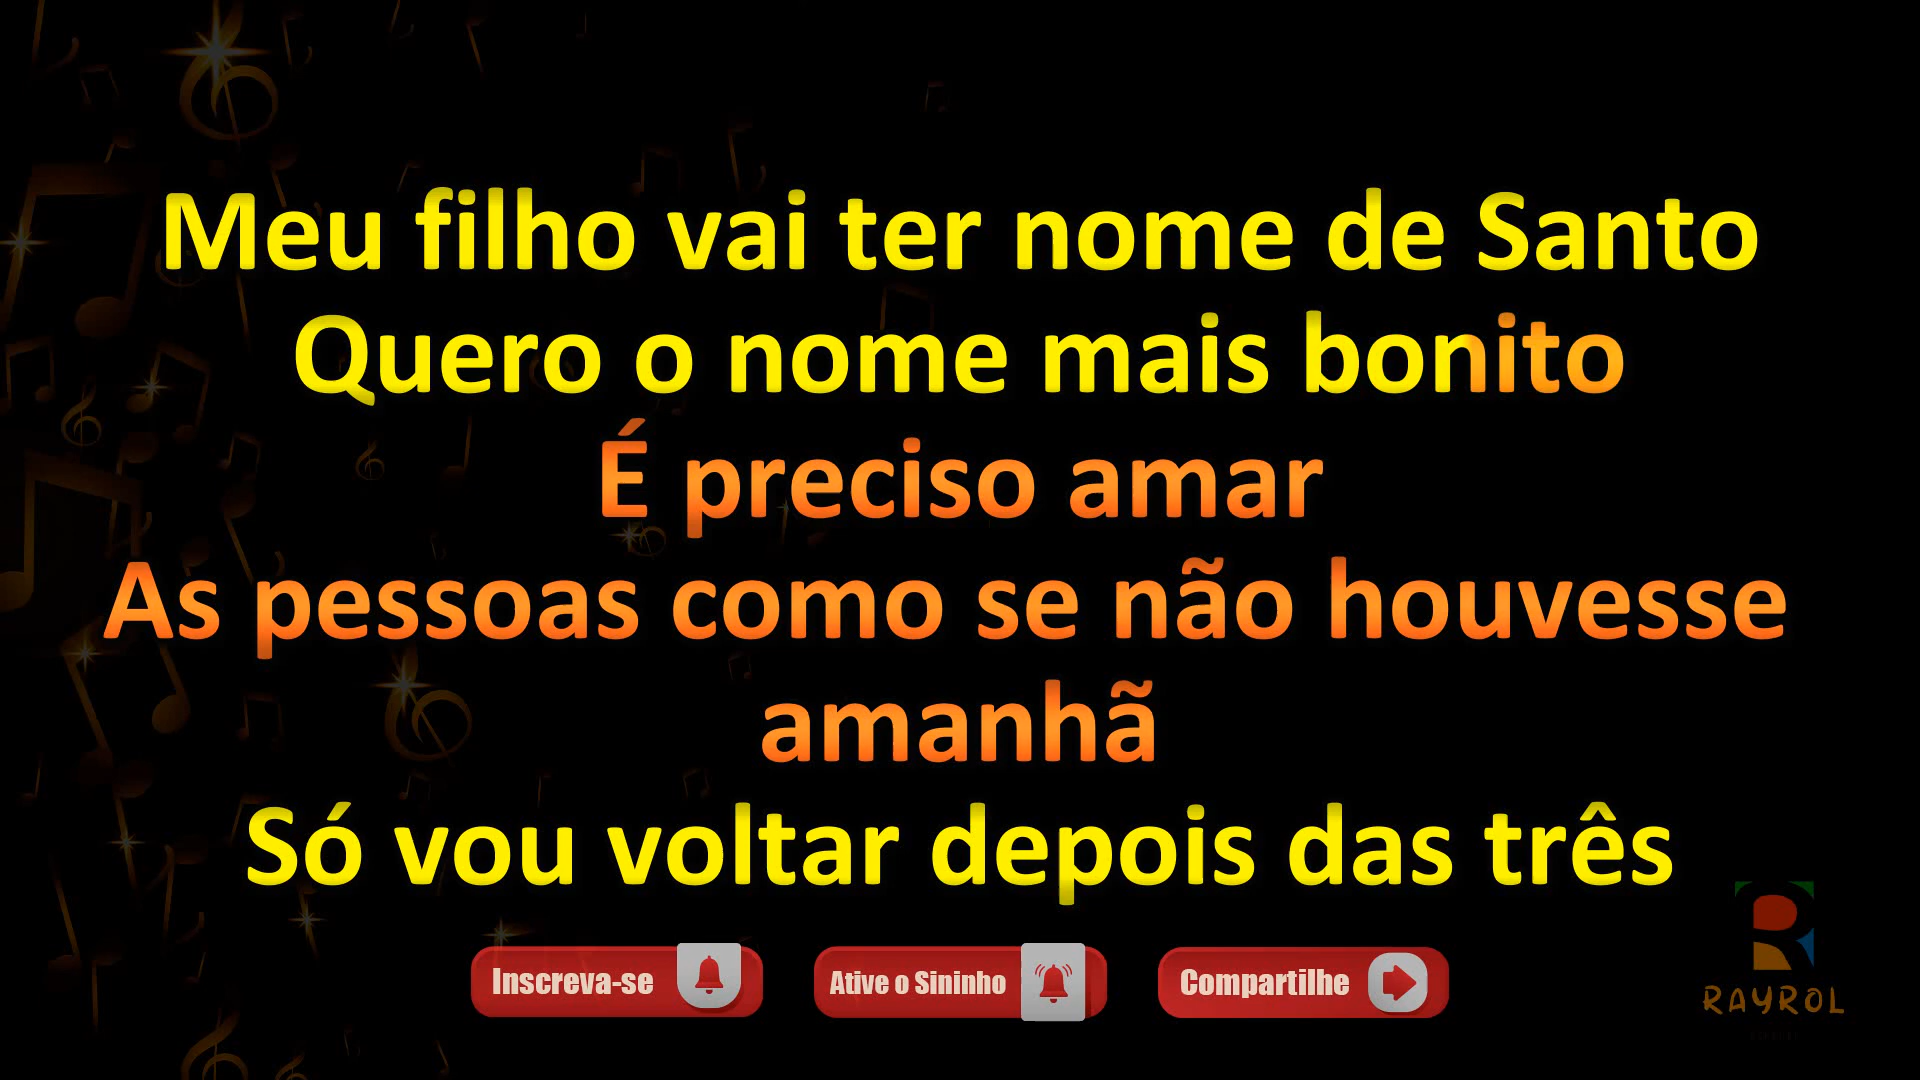 Meu filho vai ter nome de Santo
Quero o nome mais bonito
É preciso amar
As pessoas como se não houvesse
amanhã
Só vou voltar depois das três
Inscreva-se
Ative o Sininho
Compartilhe
RAYROL